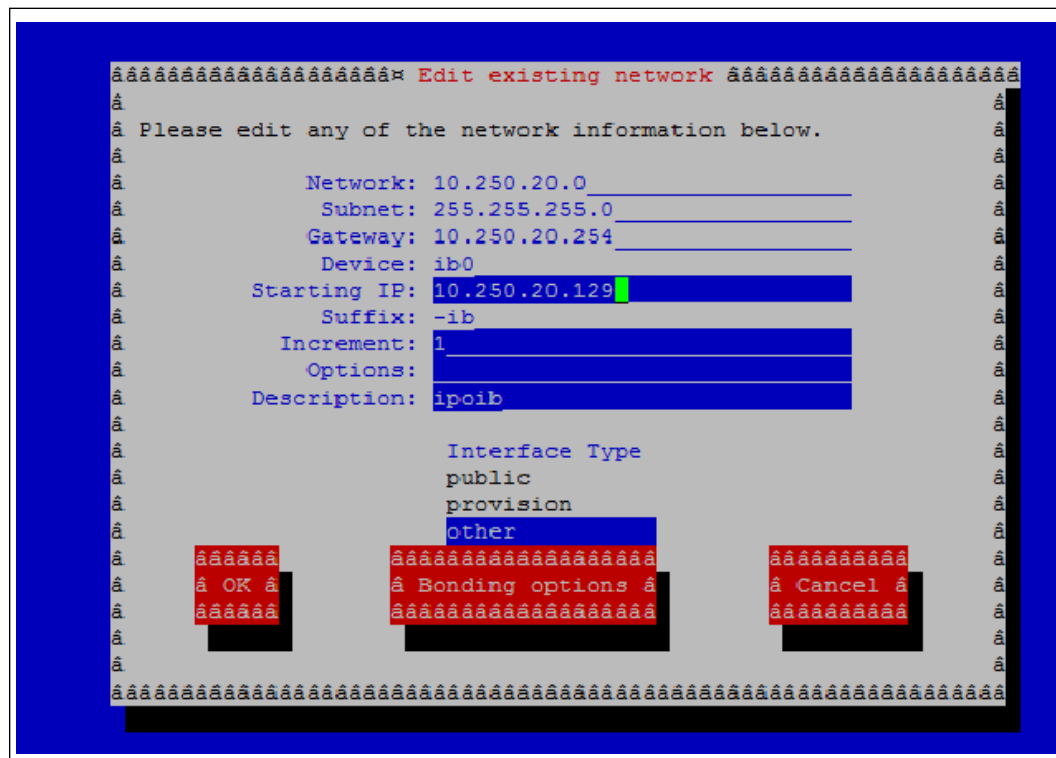 Edit existing network
Please edit any of the network information below.
Network: 10.250.20.0
Subnet: 255.255.255.0
Gateway: 10.250.20.254
Device: ib0
Starting IP: 10.250.20.129
Suffix: -ib
Increment: 1
Options:
Description: ipoib
Interface Type
public
provision
other
OK Bonding options Cancel